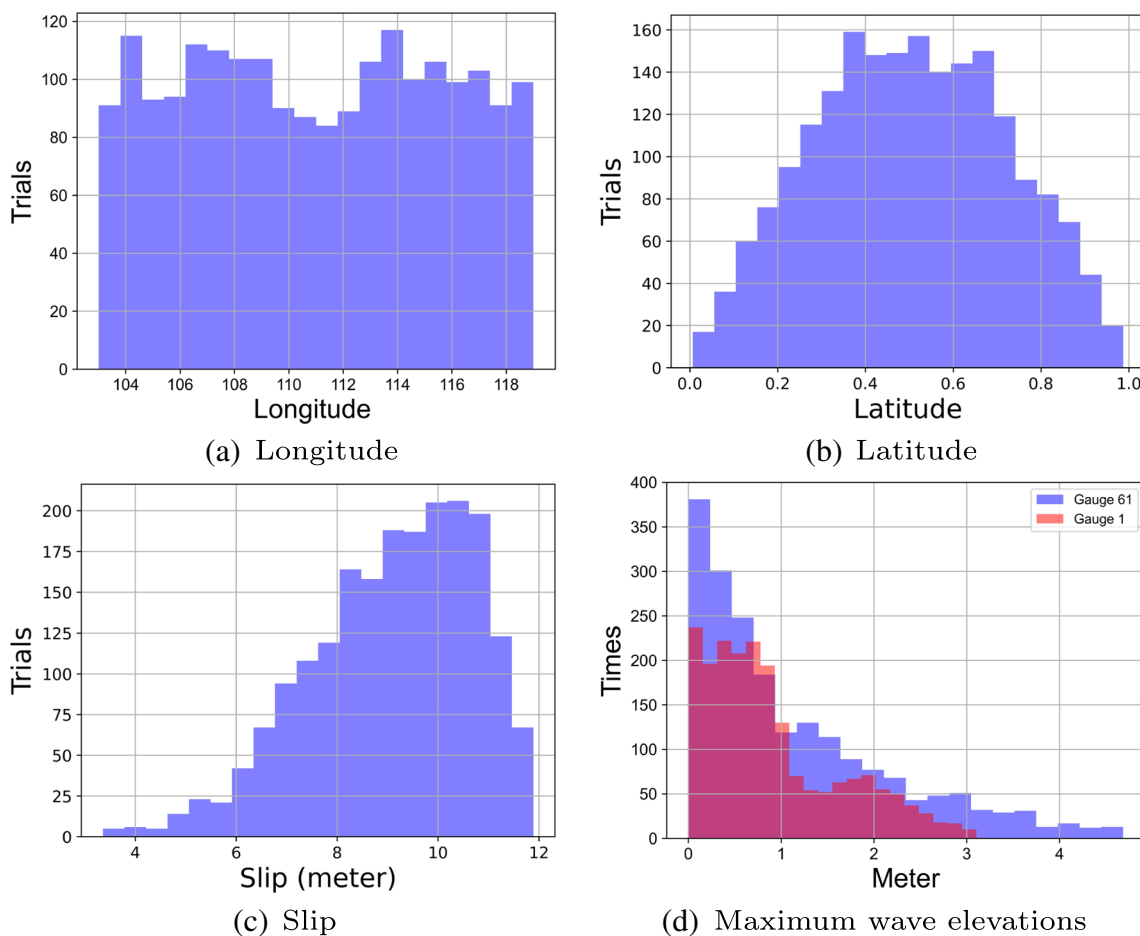 120
100
80
60
40
20
0
Trials
104 106 108 110 112 114 116 118
Longitude
(a) Longitude
160
140
120
100
80
60
40
20
0
Trials
0.0 0.2 0.4 0.6 0.8 1.0
Latitude
(b) Latitude
200
175
150
125
100
75
50
25
0
Trials
4 6 8 10 12
Slip (meter)
(c) Slip
400
350
300
250
200
150
100
50
0
Times
Gauge 61
Gauge 1
0 1 2 3 4
Meter
(d) Maximum wave elevations